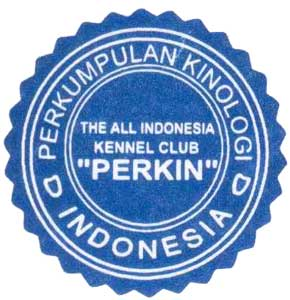 PERKUMPULAN KINOLOGI
THE ALL INDONESIA
KENNEL CLUB
"PERKIN"
INDONESIA